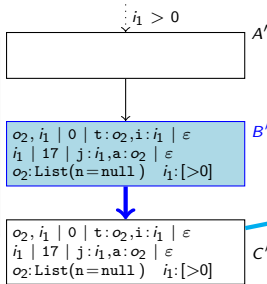 i₁ > 0
A'
B'
o₂, i₁ | 0 | t:o₂,i:i₁ | ε
i₁ | 17 | j:i₁,a:o₂ | ε
o₂:List(n=null) i₁:[>0]
o₂, i₁ | 0 | t:o₂,i:i₁ | ε
i₁ | 17 | j:i₁,a:o₂ | ε
o₂:List(n=null) i₁:[>0]
C'